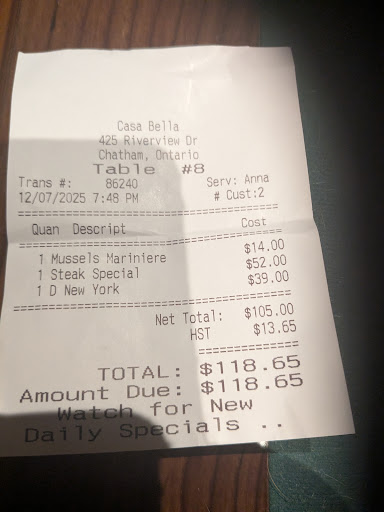 Casa Bella
425 Riverview Dr
Chatham, Ontario
Table #8
Trans #: 86240 Serv: Anna
12/07/2025 7:48 PM # Cust:2
Quan Descript Cost
1 Mussels Mariniere $14.00
1 Steak Special $52.00
1 D New York $39.00
Net Total: $105.00
HST $13.65
TOTAL: $118.65
Amount Due: $118.65
Watch for New
Daily Specials ..